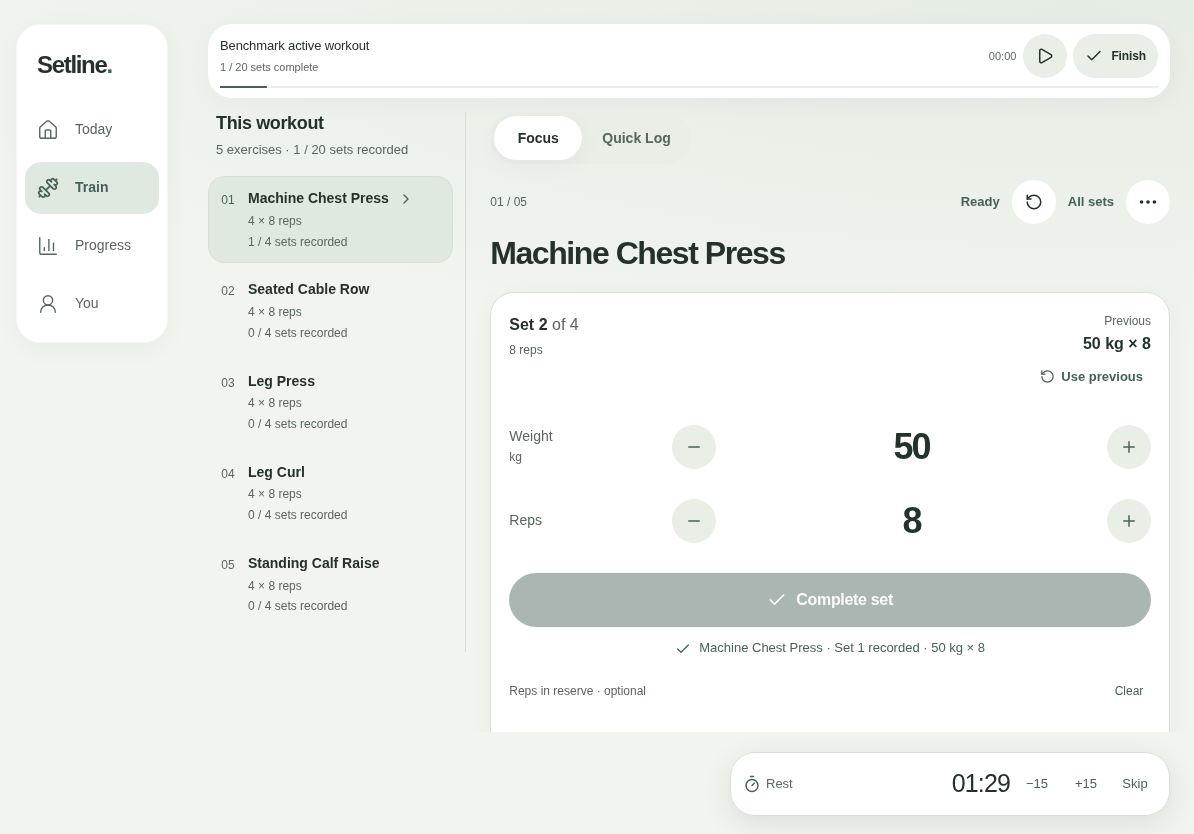 Setline.
Today
Train
Progress
You
Benchmark active workout
1 / 20 sets complete
00:00
Finish
This workout
5 exercises · 1 / 20 sets recorded
01 Machine Chest Press
4 × 8 reps
1 / 4 sets recorded
02 Seated Cable Row
4 × 8 reps
0 / 4 sets recorded
03 Leg Press
4 × 8 reps
0 / 4 sets recorded
04 Leg Curl
4 × 8 reps
0 / 4 sets recorded
05 Standing Calf Raise
4 × 8 reps
0 / 4 sets recorded
Focus Quick Log
01 / 05 Ready All sets
Machine Chest Press
Set 2 of 4
8 reps
Previous
50 kg × 8
Use previous
Weight
kg
50
Reps
8
Complete set
Machine Chest Press · Set 1 recorded · 50 kg × 8
Reps in reserve · optional Clear
Rest 01:29 −15 +15 Skip